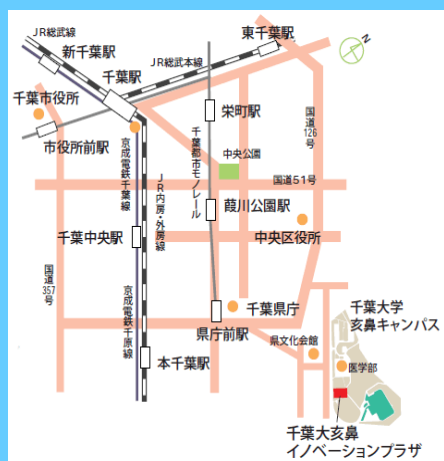 JR総武線
新千葉駅
千葉駅
JR総武本線
東千葉駅
N
千葉市役所
市役所前駅
京成電鉄千葉線
JR内房・外房線
千葉都市モノレール
栄町駅
中央公園
国道126号
国道51号
葭川公園駅
中央区役所
千葉中央駅
国道357号
京成電鉄千原線
千葉県庁
県庁前駅
本千葉駅
県文化会館
千葉大学
亥鼻キャンパス
医学部
千葉大亥鼻
イノベーションプラザ